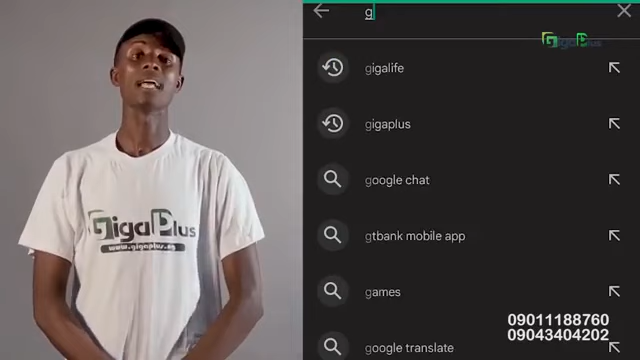 GigaPlus
www.gigaplus.ng
g
GigaPlus
gigalife
gigaplus
google chat
gtbank mobile app
games
google translate
09011188760
09043404202